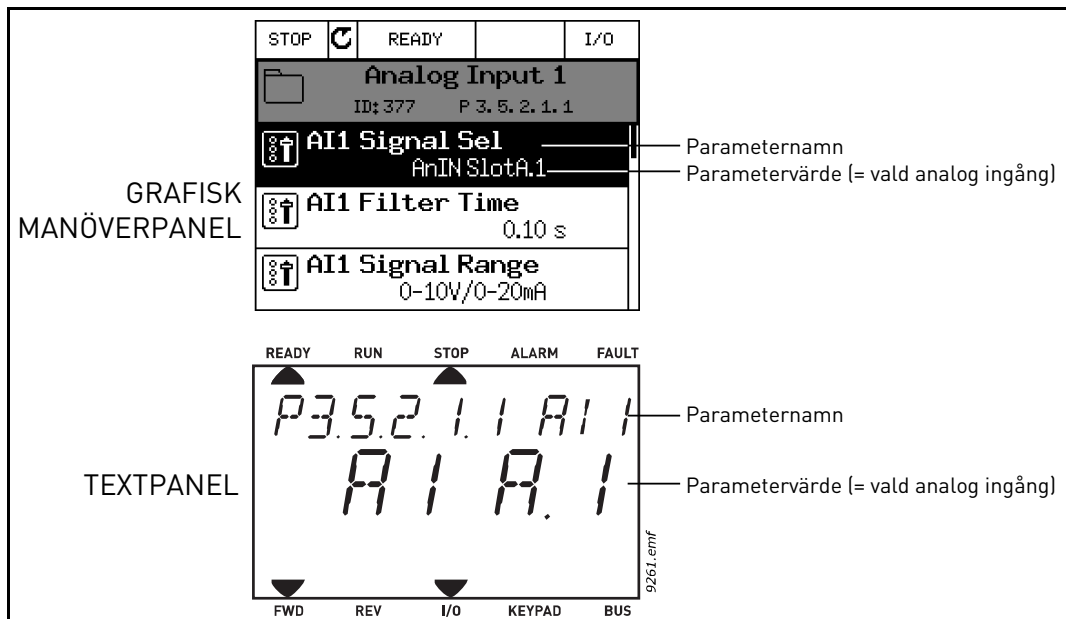 STOP READY I/O
Analog Input 1
ID: 377 P 3.5.2.1.1
AI1 Signal Sel
AnIN SlotA.1
AI1 Filter Time
0.10 s
AI1 Signal Range
0-10V/0-20mA
GRAFISK
MANÖVERPANEL
Parameternamn
Parametervärde (= vald analog ingång)
READY RUN STOP ALARM FAULT
P3.5.2.1.1 AI1
AI A.1
FWD REV I/O KEYPAD BUS
TEXTPANEL
Parameternamn
Parametervärde (= vald analog ingång)
9261.emf